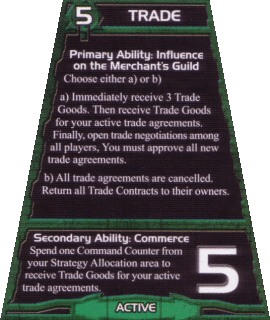 5 TRADE
Primary Ability: Influence
on the Merchant's Guild
Choose either a) or b)
a) Immediately receive 3 Trade
Goods. Then receive Trade Goods
for your active trade agreements.
Finally, open trade negotiations among
all players, You must approve all new
trade agreements.
b) All trade agreements are cancelled.
Return all Trade Contracts to their owners.
Secondary Ability: Commerce
Spend one Command Counter from
your Strategy Allocation area to
receive Trade Goods for your active
trade agreements.
5
ACTIVE